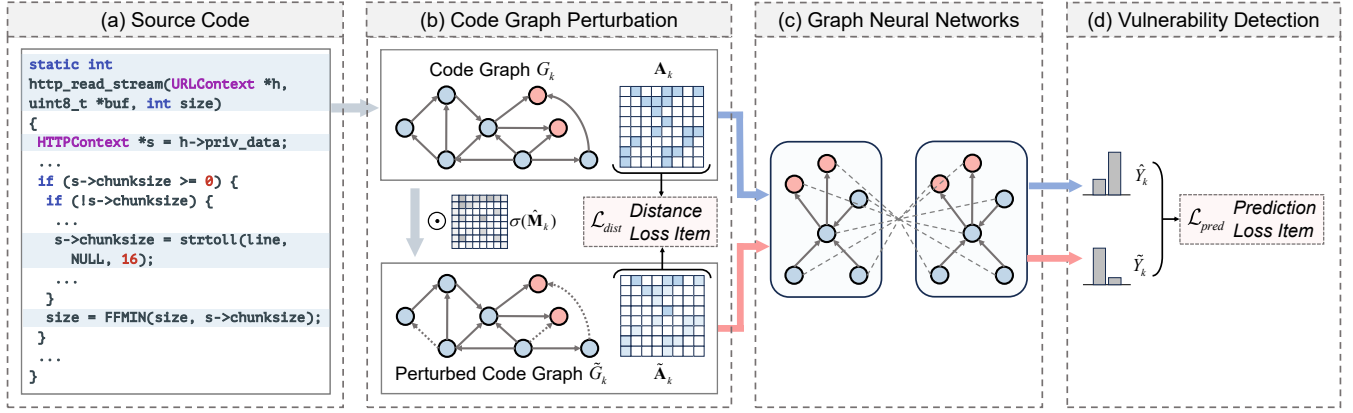 (a) Source Code
static int
http_read_stream(URLContext *h,
uint8_t *buf, int size)
{
HTTPContext *s = h->priv_data;
...
if (s->chunksize >= 0) {
if (!s->chunksize) {
...
s->chunksize = strtoll(line,
NULL, 16);
...
}
size = FFMIN(size, s->chunksize);
}
...
}
(b) Code Graph Perturbation
Code Graph G_k
A_k
⊙
σ(M̂_k)
ℒ_dist Distance
Loss Item
Perturbed Code Graph G̃_k
Ã_k
(c) Graph Neural Networks
(d) Vulnerability Detection
Ŷ_k
Ỹ_k
ℒ_pred Prediction
Loss Item